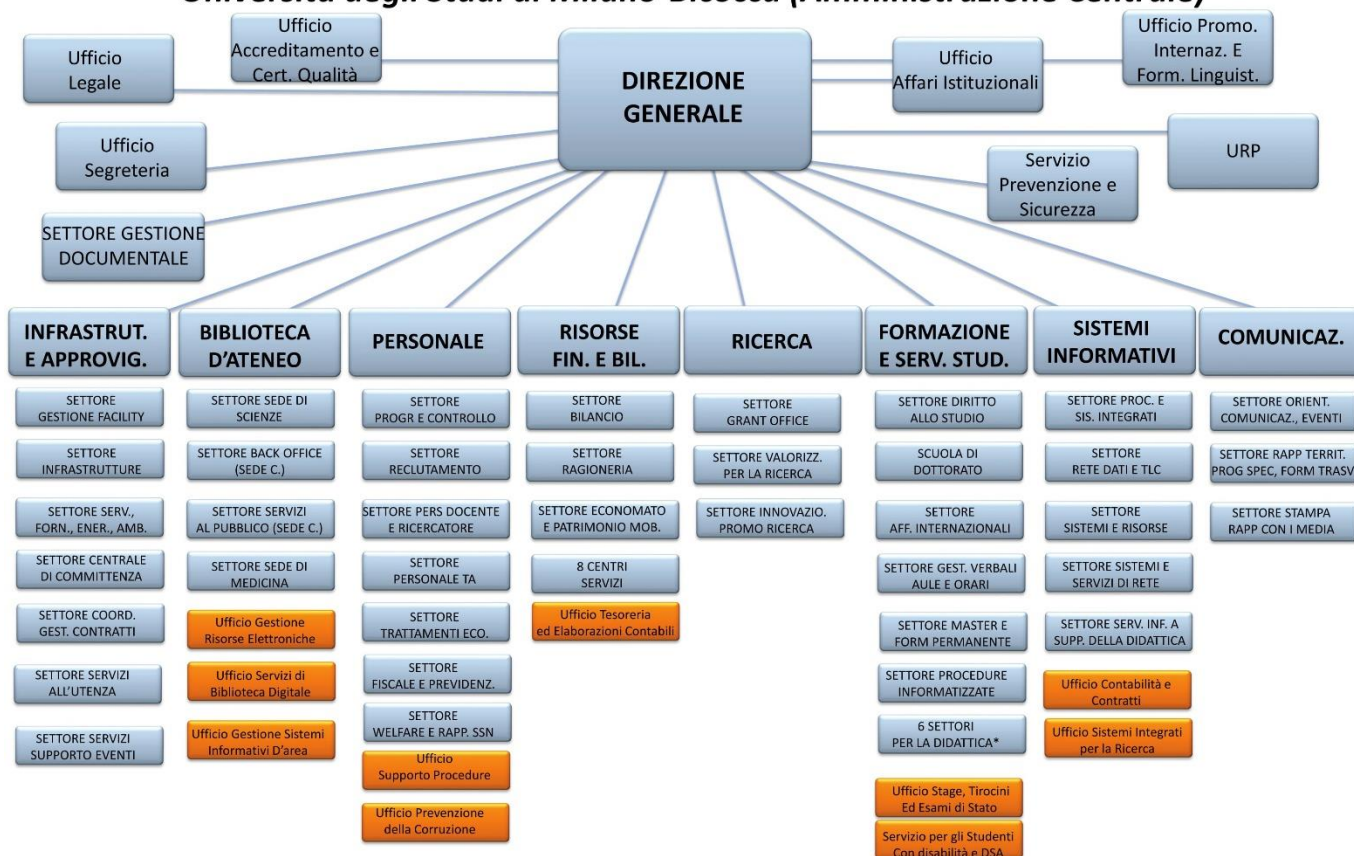 Università degli Studi di Milano-Bicocca (Amministrazione Centrale)
Ufficio
Legale
Ufficio
Accreditamento e
Cert. Qualità
DIREZIONE
GENERALE
Ufficio
Affari Istituzionali
Ufficio Promo.
Internaz. E
Form. Linguist.
Ufficio
Segreteria
Servizio
Prevenzione e
Sicurezza
URP
SETTORE GESTIONE
DOCUMENTALE
INFRASTRUT.
E APPROVIG.
SETTORE
GESTIONE FACILITY
SETTORE
INFRASTRUTTURE
SETTORE SERV.,
FORN., ENER., AMB.
SETTORE CENTRALE
DI COMMITTENZA
SETTORE COORD.
GEST. CONTRATTI
SETTORE SERVIZI
ALL'UTENZA
SETTORE SERVIZI
SUPPORTO EVENTI
BIBLIOTECA
D'ATENEO
SETTORE SEDE DI
SCIENZE
SETTORE BACK OFFICE
(SEDE C.)
SETTORE SERVIZI
AL PUBBLICO (SEDE C.)
SETTORE SEDE DI
MEDICINA
Ufficio Gestione
Risorse Elettroniche
Ufficio Servizi di
Biblioteca Digitale
Ufficio Gestione Sistemi
Informativi D'area
PERSONALE
SETTORE
PROGR E CONTROLLO
SETTORE
RECLUTAMENTO
SETTORE PERS DOCENTE
E RICERCATORE
SETTORE
PERSONALE TA
SETTORE
TRATTAMENTI ECO.
SETTORE
FISCALE E PREVIDENZ.
SETTORE
WELFARE E RAPP. SSN
Ufficio
Supporto Procedure
Ufficio Prevenzione
della Corruzione
RISORSE
FIN. E BIL.
SETTORE
BILANCIO
SETTORE
RAGIONERIA
SETTORE ECONOMATO
E PATRIMONIO MOB.
8 CENTRI
SERVIZI
Ufficio Tesoreria
ed Elaborazioni Contabili
RICERCA
SETTORE
GRANT OFFICE
SETTORE VALORIZZ.
PER LA RICERCA
SETTORE INNOVAZIO.
PROMO RICERCA
FORMAZIONE
E SERV. STUD.
SETTORE DIRITTO
ALLO STUDIO
SCUOLA DI
DOTTORATO
SETTORE
AFF. INTERNAZIONALI
SETTORE GEST. VERBALI
AULE E ORARI
SETTORE MASTER E
FORM PERMANENTE
SETTORE PROCEDURE
INFORMATIZZATE
6 SETTORI
PER LA DIDATTICA*
Ufficio Stage, Tirocini
Ed Esami di Stato
Servizio per gli Studenti
Con disabilità e DSA
SISTEMI
INFORMATIVI
SETTORE PROC. E
SIS. INTEGRATI
SETTORE
RETE DATI E TLC
SETTORE
SISTEMI E RISORSE
SETTORE SISTEMI E
SERVIZI DI RETE
SETTORE SERV. INF. A
SUPP. DELLA DIDATTICA
Ufficio Contabilità e
Contratti
Ufficio Sistemi Integrati
per la Ricerca
COMUNICAZ.
SETTORE ORIENT.
COMUNICAZ., EVENTI
SETTORE RAPP TERRIT.
PROG SPEC, FORM TRASV
SETTORE STAMPA
RAPP CON I MEDIA